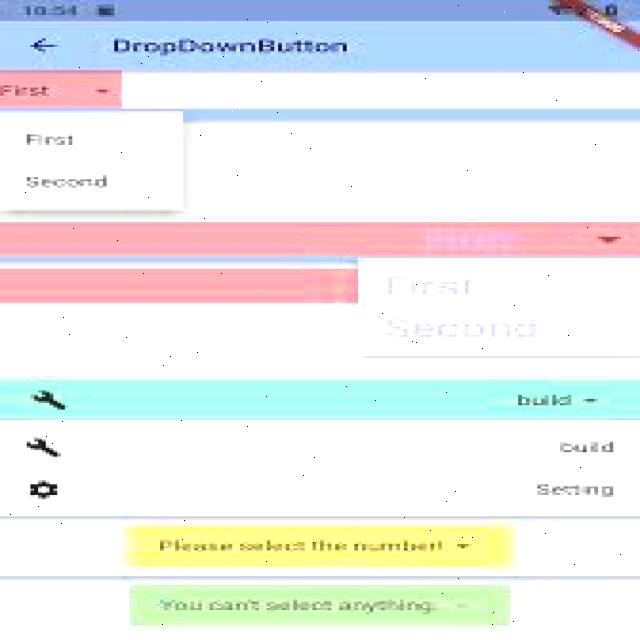 10:54
DropDownButton
First
First
Second
First
Second
build
build
Setting
Please select the number!
You can't select anything.